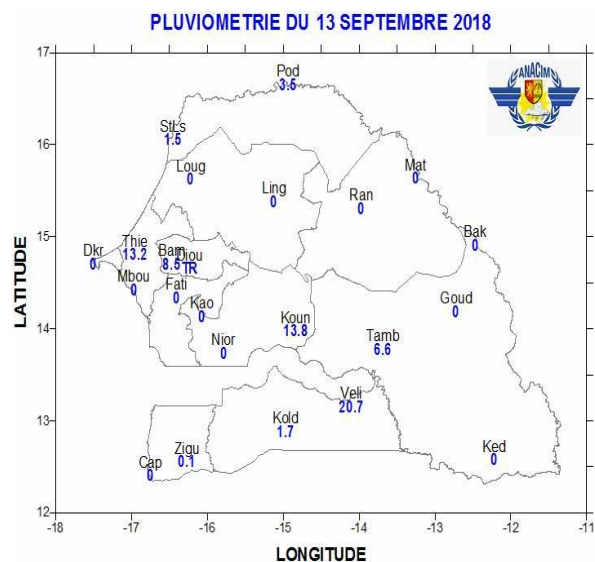 PLUVIOMETRIE DU 13 SEPTEMBRE 2018
17
Pod
3.5
ANACIM
StLs
1.5
16
Loug
0
Ling
0
Ran
0
Mat
0
Bak
0
15
Dkr
0
Thie
13.2
Bam
8.5
Diou
TR
Mbou
0
Fati
0
Kao
0
Goud
0
LATITUDE
14
Koun
13.8
Nior
0
Tamb
6.6
Veli
20.7
13
Kold
1.7
Zigu
0.1
Cap
0
Ked
0
12
-18 -17 -16 -15 -14 -13 -12 -11
LONGITUDE